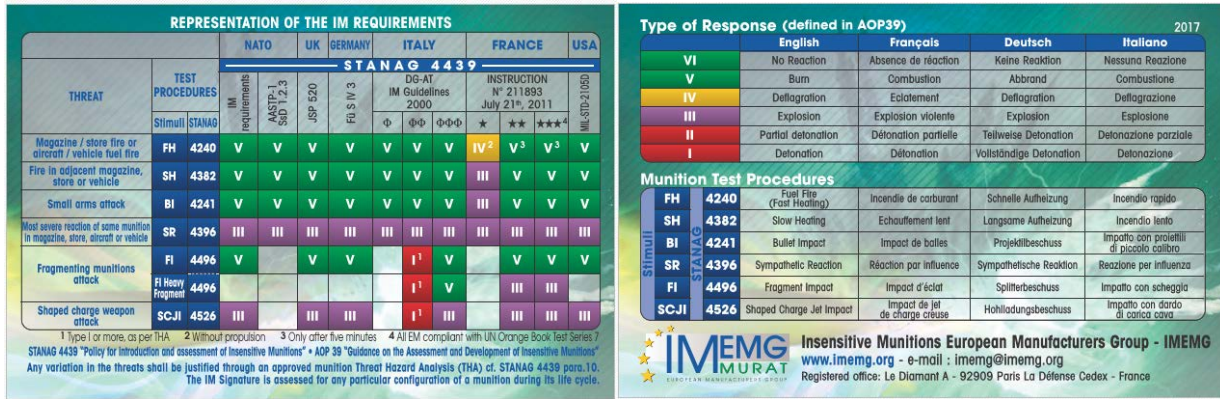 REPRESENTATION OF THE IM REQUIREMENTS
NATO UK GERMANY ITALY FRANCE USA
STANAG 4439
THREAT
TEST PROCEDURES
Stimuli STANAG
IM requirements
AASTP-1 SsD 1.2.3
JSP 520
Fü S IV 3
DG-AT IM Guidelines 2000
INSTRUCTION N° 211893 July 21st, 2011
MIL-STD-2105D
Φ ΦΦ ΦΦΦ ★ ★★ ★★★4
Magazine / store fire or aircraft / vehicle fuel fire FH 4240 V V V V V V V IV2 V3 V3 V
Fire in adjacent magazine, store or vehicle SH 4382 V V V V V V V III V V V
Small arms attack BI 4241 V V V V V V V III V V V
Most severe reaction of same munition in magazine, store, aircraft or vehicle SR 4396 III III III III III III III III III III III
Fragmenting munitions attack
FI 4496 V V V I1 V V V V
FI Heavy Fragment 4496 I1 V III III
Shaped charge weapon attack SCJI 4526 III III III I1 III III III III
1 Type I or more, as per THA 2 Without propulsion 3 Only after five minutes 4 All EM compliant with UN Orange Book Test Series 7
STANAG 4439 "Policy for introduction and assessment of Insensitive Munitions" • AOP 39 "Guidance on the Assessment and Development of Insensitive Munitions"
Any variation in the threats shall be justified through an approved munition Threat Hazard Analysis (THA) cf. STANAG 4439 para.10.
The IM Signature is assessed for any particular configuration of a munition during its life cycle.
Type of Response (defined in AOP39) 2017
English Français Deutsch Italiano
VI No Reaction Absence de réaction Keine Reaktion Nessuna Reazione
V Burn Combustion Abbrand Combustione
IV Deflagration Eclatement Deflagration Deflagrazione
III Explosion Explosion violente Explosion Esplosione
II Partial detonation Détonation partielle Teilweise Detonation Detonazione parziale
I Detonation Détonation Vollständige Detonation Detonazione
Munition Test Procedures
Stimuli
STANAG
FH 4240 Fuel Fire (Fast Heating) Incendie de carburant Schnelle Aufheizung Incendio rapido
SH 4382 Slow Heating Echauffement lent Langsame Aufheizung Incendio lento
BI 4241 Bullet Impact Impact de balles Projektilbeschuss Impatto con proiettili di piccolo calibro
SR 4396 Sympathetic Reaction Réaction par influence Sympathetische Reaktion Reazione per influenza
FI 4496 Fragment Impact Impact d'éclat Splitterbeschuss Impatto con scheggia
SCJI 4526 Shaped Charge Jet Impact Impact de jet de charge creuse Hohlladungsbeschuss Impatto con dardo di carica cava
IMEMG
MURAT
EUROPEAN MANUFACTURERS GROUP
Insensitive Munitions European Manufacturers Group - IMEMG
www.imemg.org - e-mail : imemg@imemg.org
Registered office: Le Diamant A - 92909 Paris La Défense Cedex - France